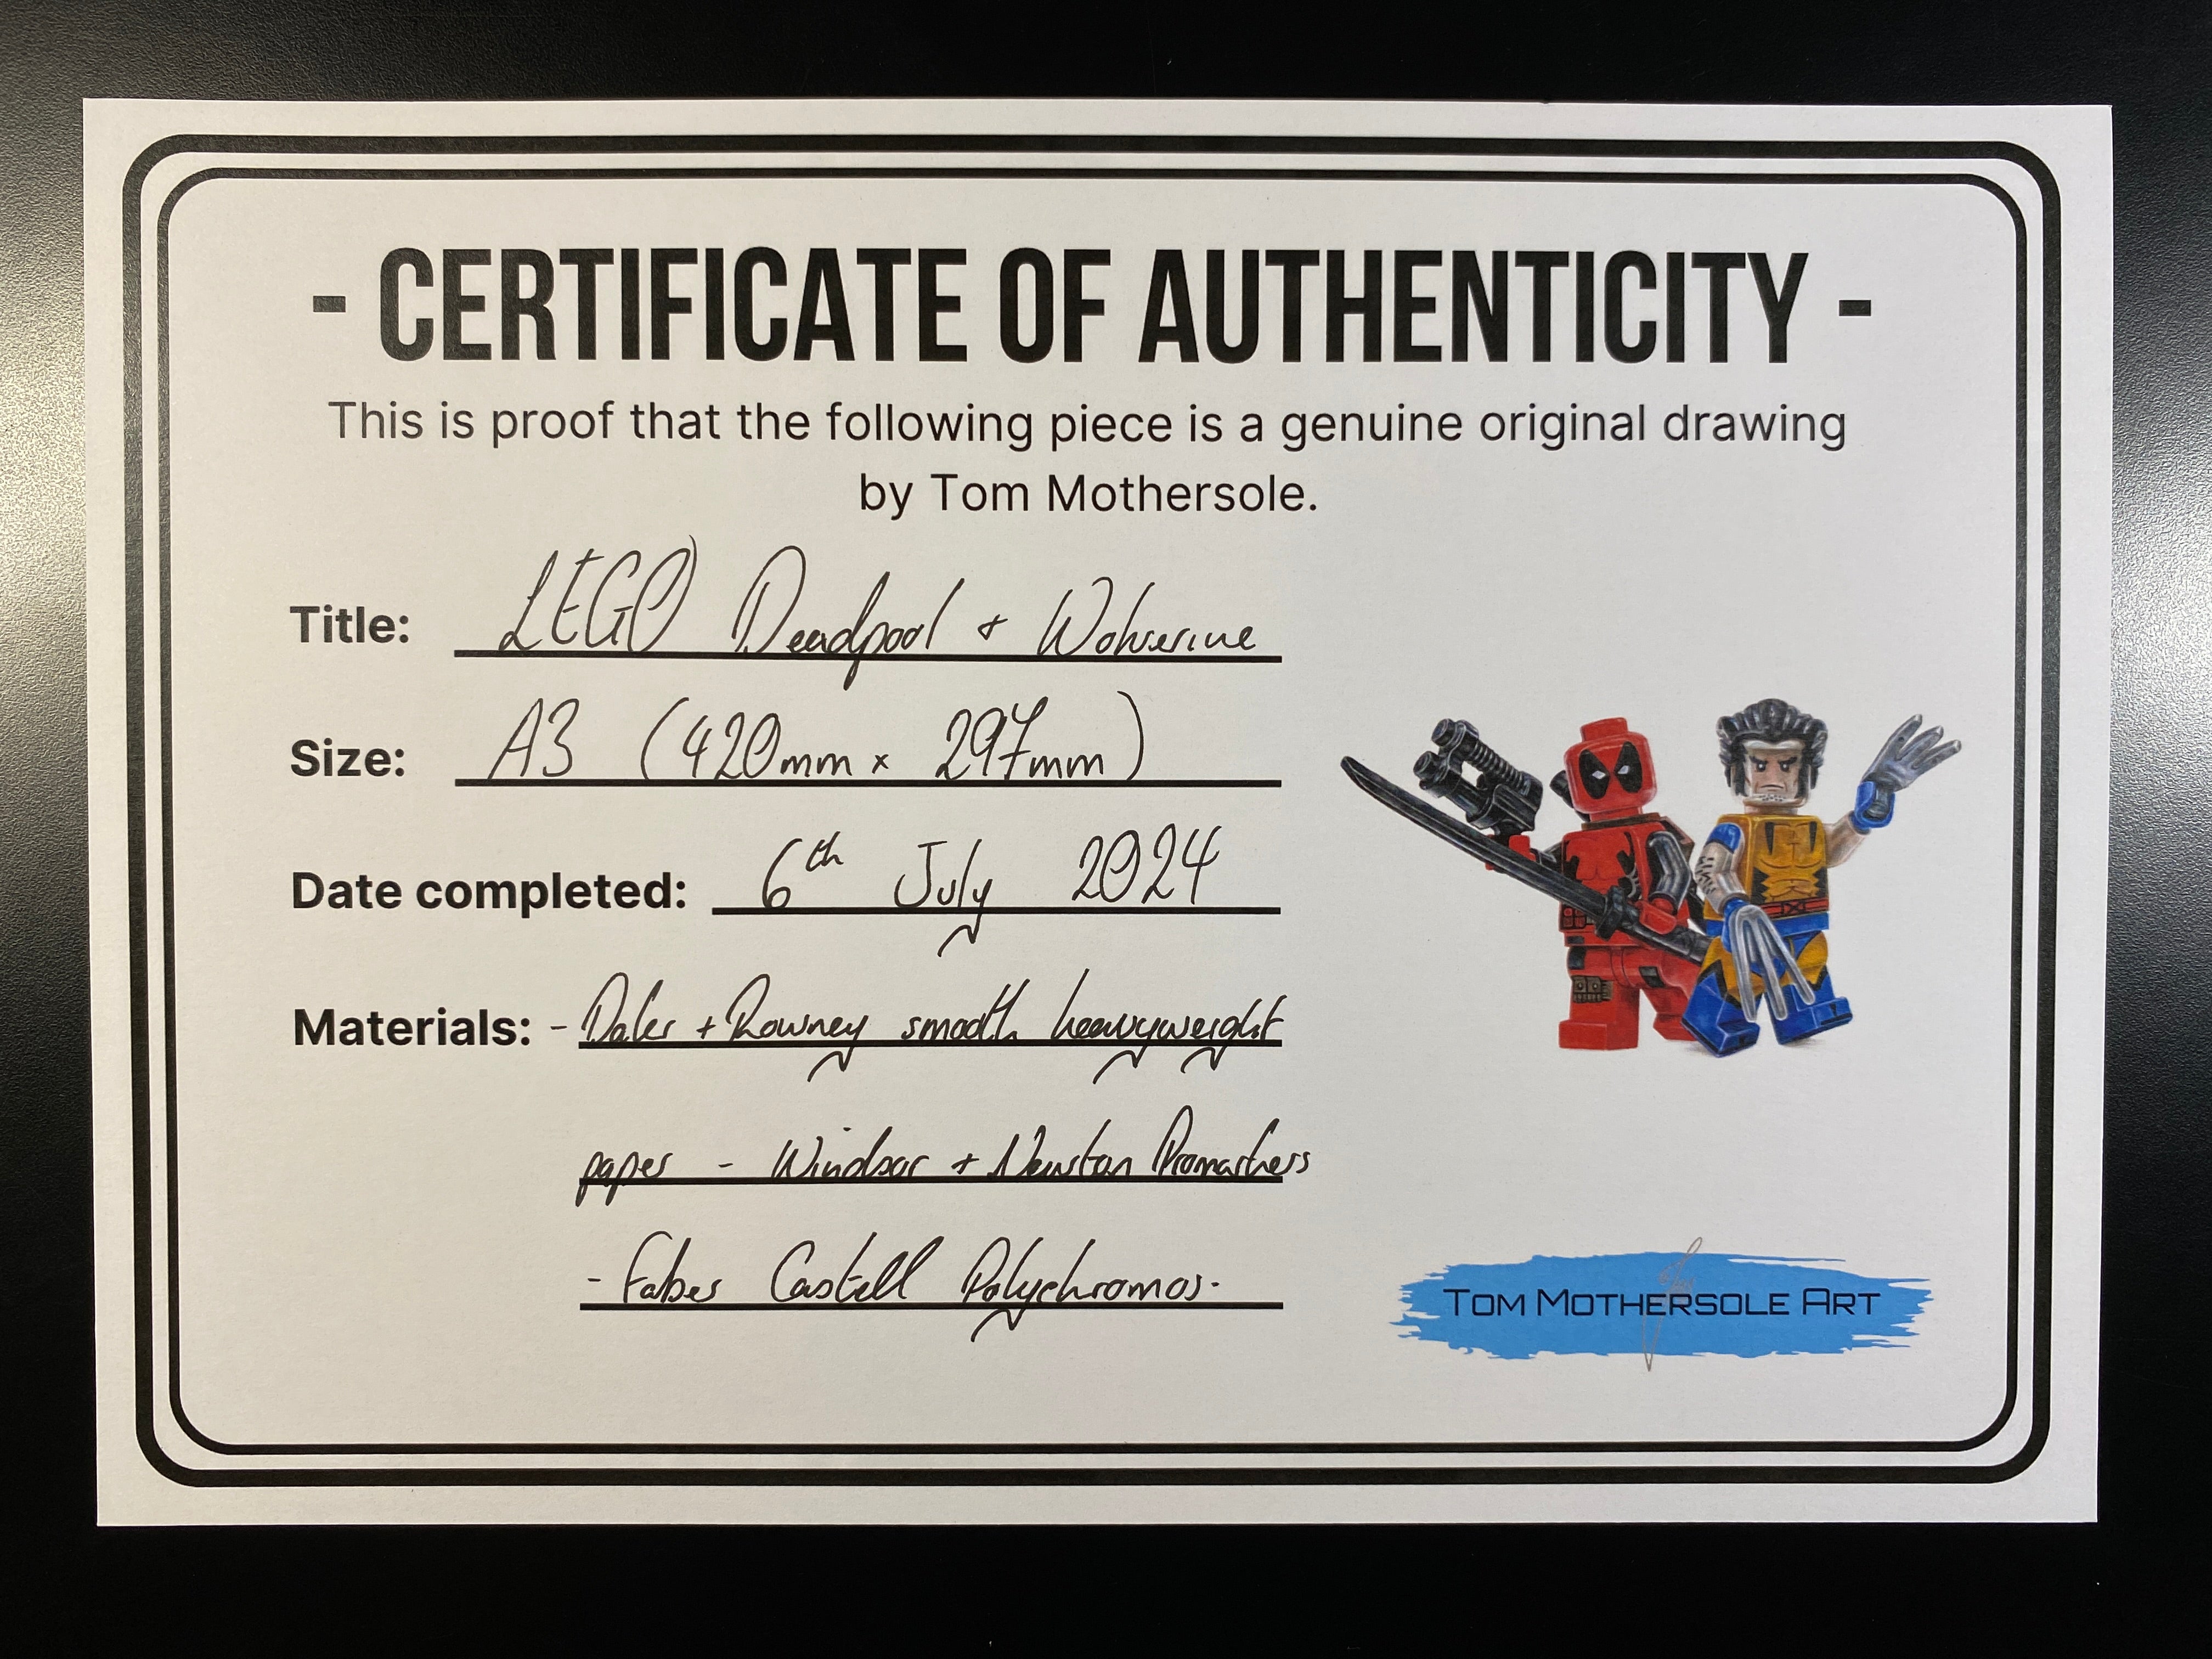 - CERTIFICATE OF AUTHENTICITY -
This is proof that the following piece is a genuine original drawing
by Tom Mothersole.
Title: LEGO Deadpool + Wolverine
Size: A3 (420mm x 297mm)
Date completed: 6th July 2024
Materials: - Daler + Rowney smooth heavyweight
paper - Windsor + Newton Promarkers
- Faber Castell Polychromos.
TOM MOTHERSOLE ART